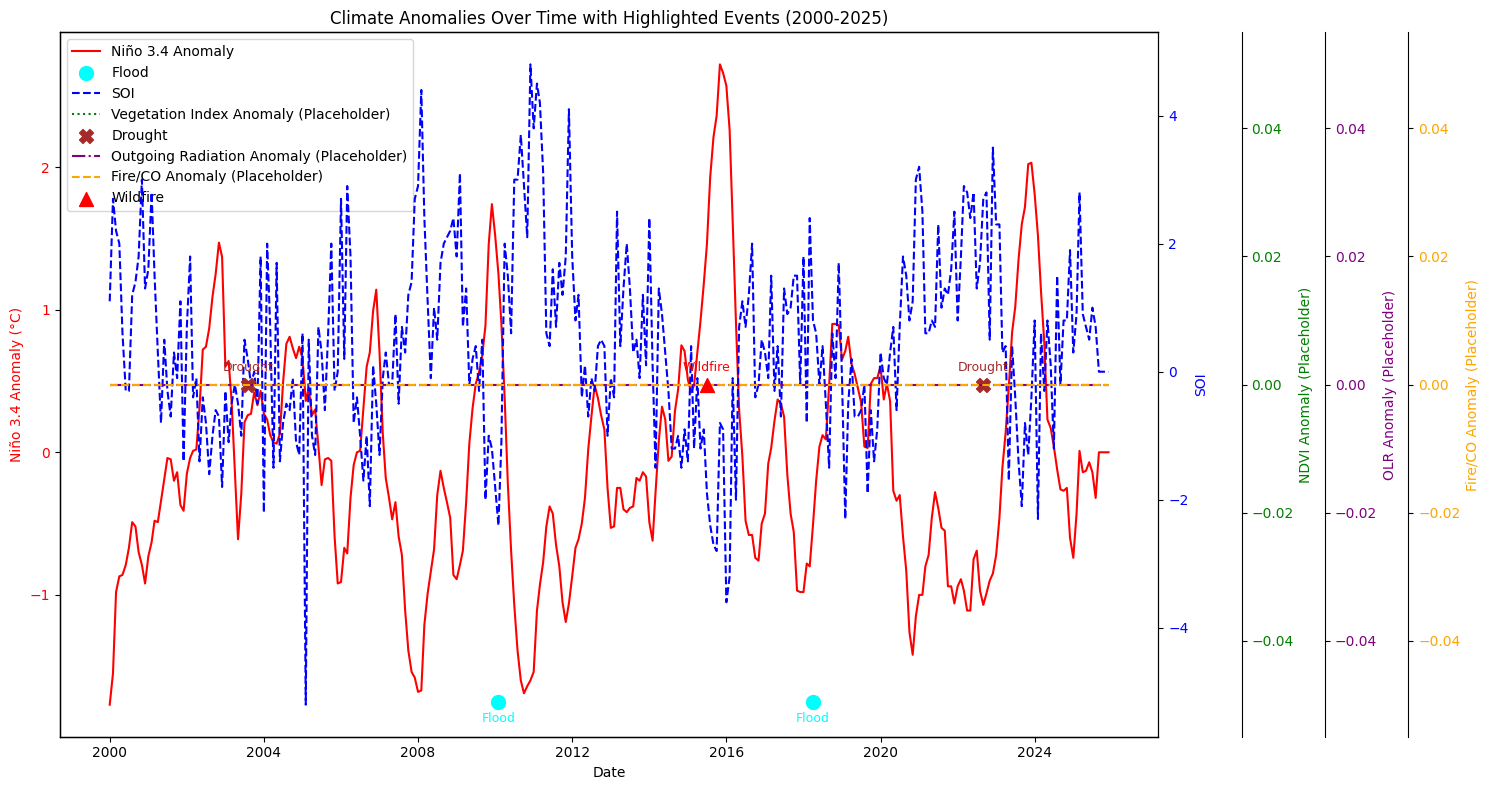 Climate Anomalies Over Time with Highlighted Events (2000-2025)
Niño 3.4 Anomaly
Flood
SOI
Vegetation Index Anomaly (Placeholder)
Drought
Outgoing Radiation Anomaly (Placeholder)
Fire/CO Anomaly (Placeholder)
Wildfire
Niño 3.4 Anomaly (°C)
2
1
0
−1
Drought
Wildfire
Drought
Flood
Flood
2000
2004
2008
2012
2016
2020
2024
Date
4
2
0
−2
−4
SOI
0.04
0.02
0.00
−0.02
−0.04
NDVI Anomaly (Placeholder)
0.04
0.02
0.00
−0.02
−0.04
OLR Anomaly (Placeholder)
0.04
0.02
0.00
−0.02
−0.04
Fire/CO Anomaly (Placeholder)